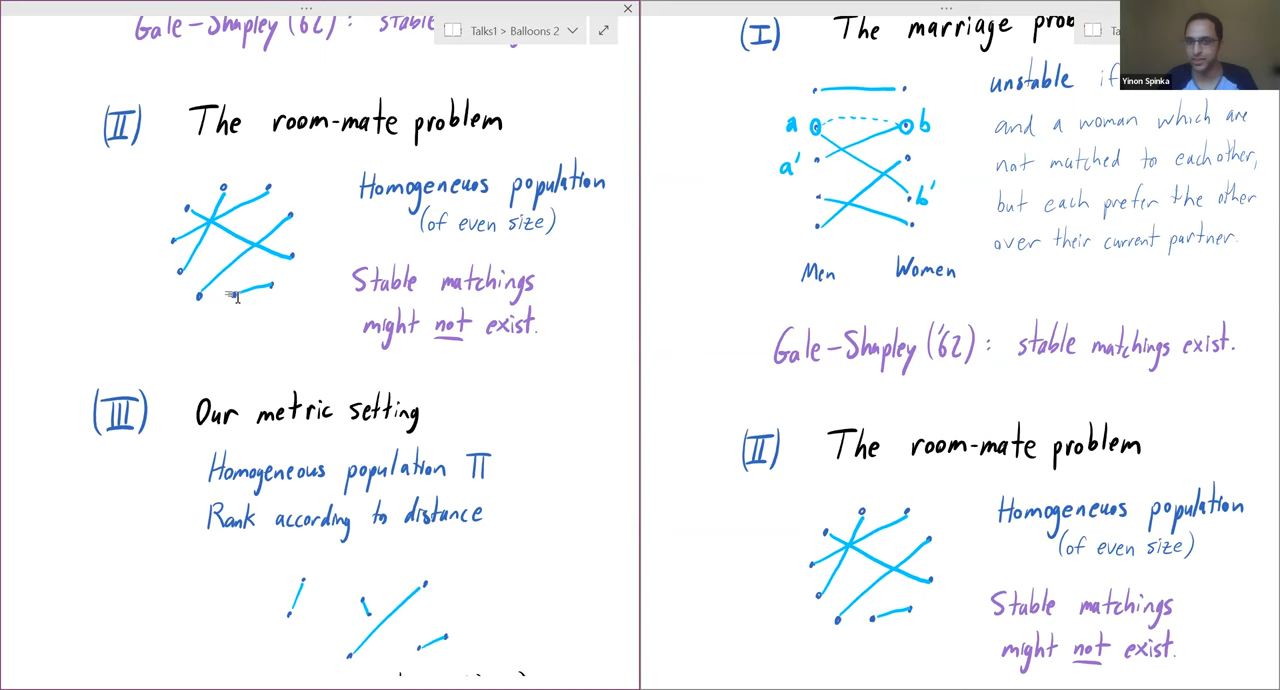 Gale-Shapley ('62): stable
Talks1 > Balloons 2
(II) The room-mate problem
Homogeneuos population
(of even size)
Stable matchings
might not exist.
(III) Our metric setting
Homogeneous population Π
Rank according to distance
(I) The marriage
Yinon Spinka
unstable if
a b and a woman which are
a' not matched to each other,
b' but each prefer the other
over their current partner.
Men Women
Gale-Shapley ('62): stable matchings exist.
(II) The room-mate problem
Homogeneuos population
(of even size)
Stable matchings
might not exist.